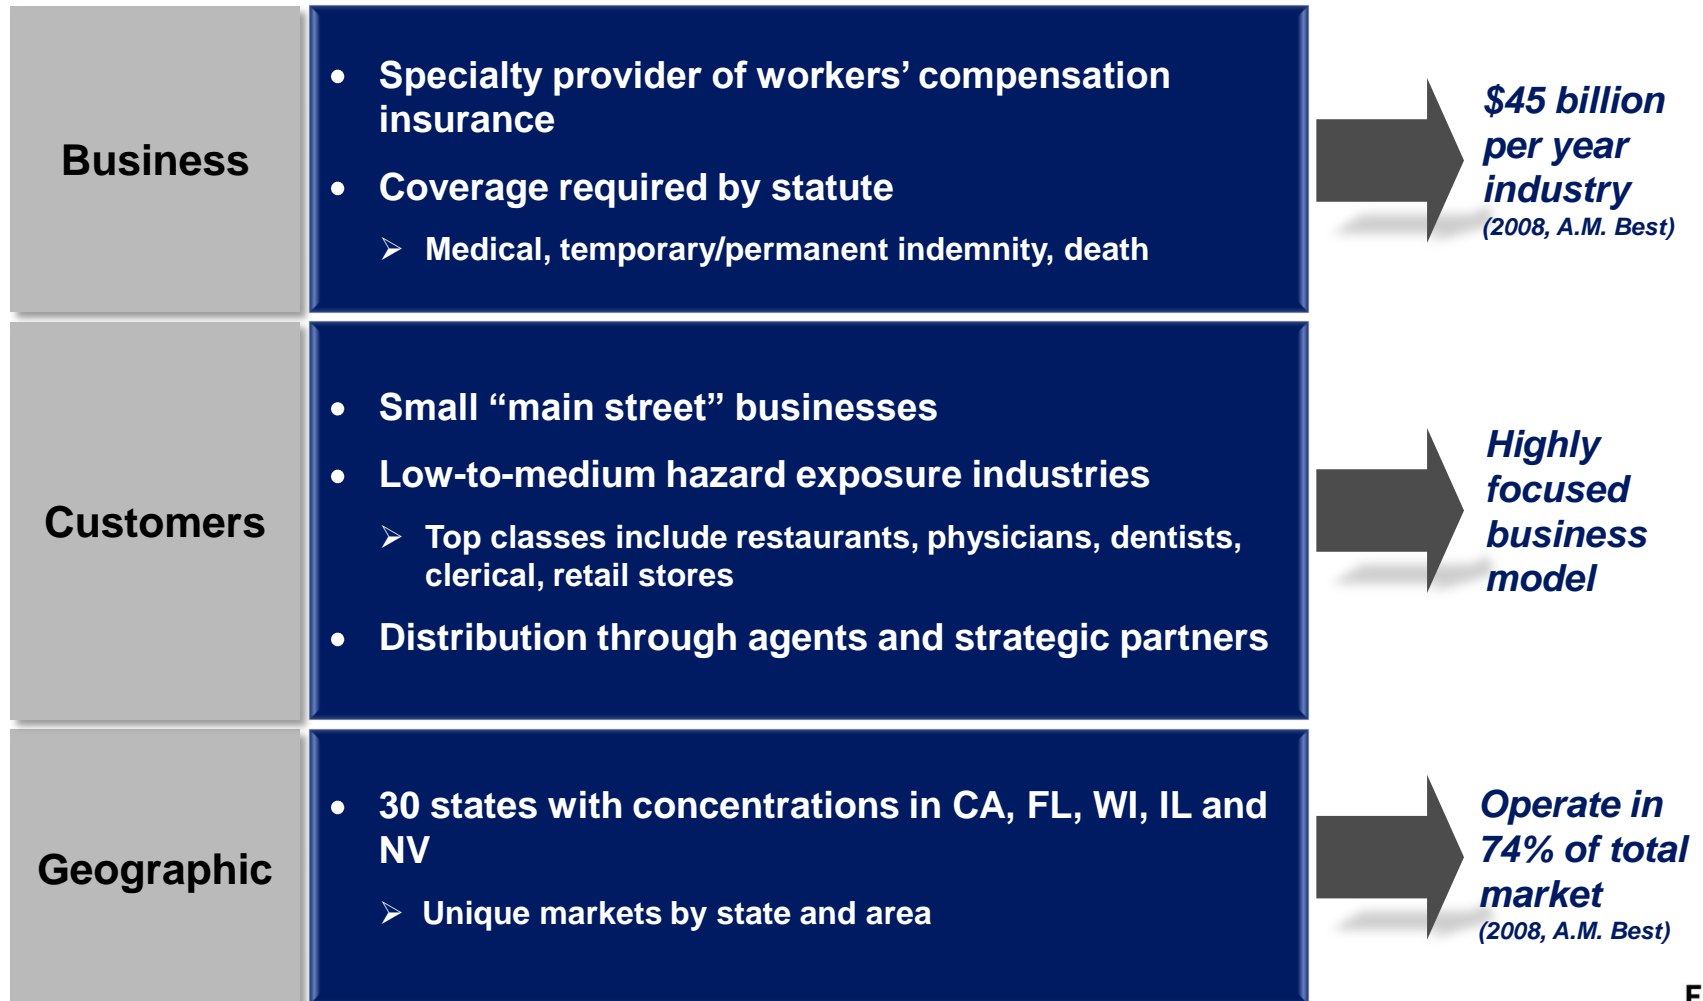 Business
• Specialty provider of workers’ compensation
insurance
• Coverage required by statute
➢ Medical, temporary/permanent indemnity, death
$45 billion
per year
industry
(2008, A.M. Best)
Customers
• Small “main street” businesses
• Low-to-medium hazard exposure industries
➢ Top classes include restaurants, physicians, dentists,
clerical, retail stores
• Distribution through agents and strategic partners
Highly
focused
business
model
Geographic
• 30 states with concentrations in CA, FL, WI, IL and
NV
➢ Unique markets by state and area
Operate in
74% of total
market
(2008, A.M. Best)